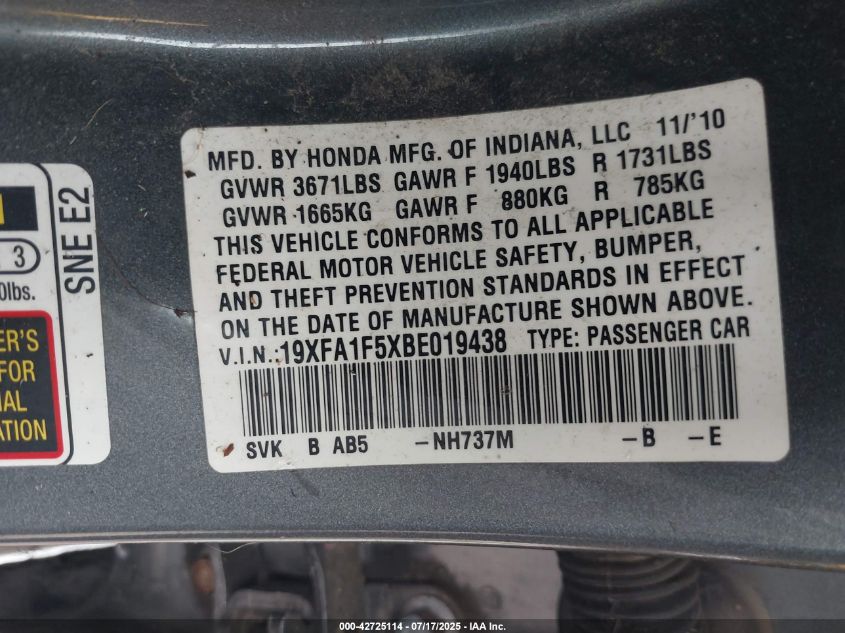 MFD. BY HONDA MFG. OF INDIANA, LLC 11/'10
GVWR 3671LBS GAWR F 1940LBS R 1731LBS
GVWR 1665KG GAWR F 880KG R 785KG
THIS VEHICLE CONFORMS TO ALL APPLICABLE
FEDERAL MOTOR VEHICLE SAFETY, BUMPER,
AND THEFT PREVENTION STANDARDS IN EFFECT
ON THE DATE OF MANUFACTURE SHOWN ABOVE.
V.I.N.:19XFA1F5XBE019438 TYPE: PASSENGER CAR
SVK B AB5 -NH737M -B -E
SNE E2
3
0lbs.
ER'S
FOR
IAL
ATION
000-42725114 - 07/17/2025 - IAA Inc.